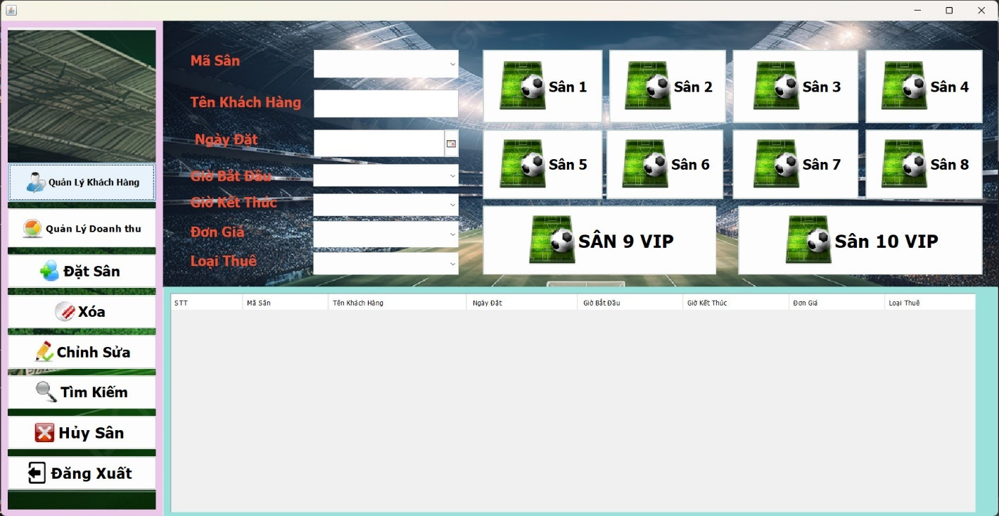 Quản Lý Khách Hàng
Quản Lý Doanh thu
Đặt Sân
Xóa
Chỉnh Sửa
Tìm Kiếm
Hủy Sân
Đăng Xuất
Mã Sân
Tên Khách Hàng
Ngày Đặt
Giờ Bắt Đầu
Giờ Kết Thúc
Đơn Giá
Loại Thuê
Sân 1 Sân 2 Sân 3 Sân 4
Sân 5 Sân 6 Sân 7 Sân 8
SÂN 9 VIP Sân 10 VIP
STT Mã Sân Tên Khách Hàng Ngày Đặt Giờ Bắt Đầu Giờ Kết Thúc Đơn Giá Loại Thuê